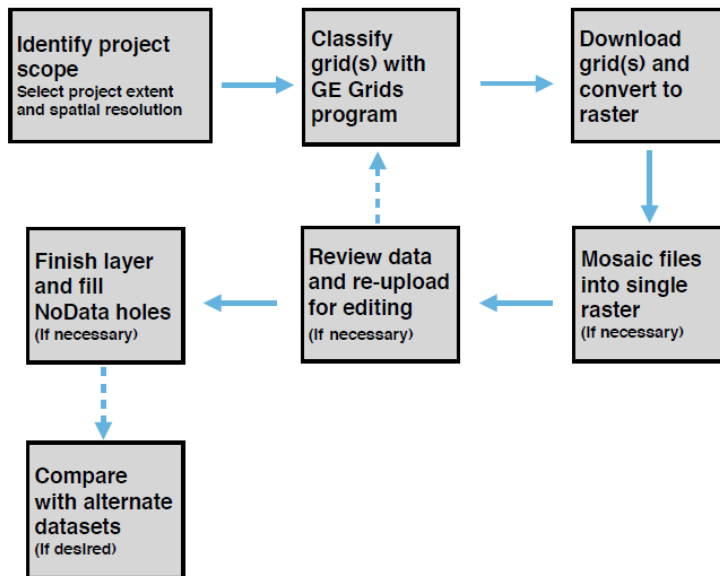 Identify project
scope
Select project extent
and spatial resolution
Classify
grid(s) with
GE Grids
program
Download
grid(s) and
convert to
raster
Mosaic files
into single
raster
(If necessary)
Review data
and re-upload
for editing
(If necessary)
Finish layer
and fill
NoData holes
(If necessary)
Compare
with alternate
datasets
(If desired)